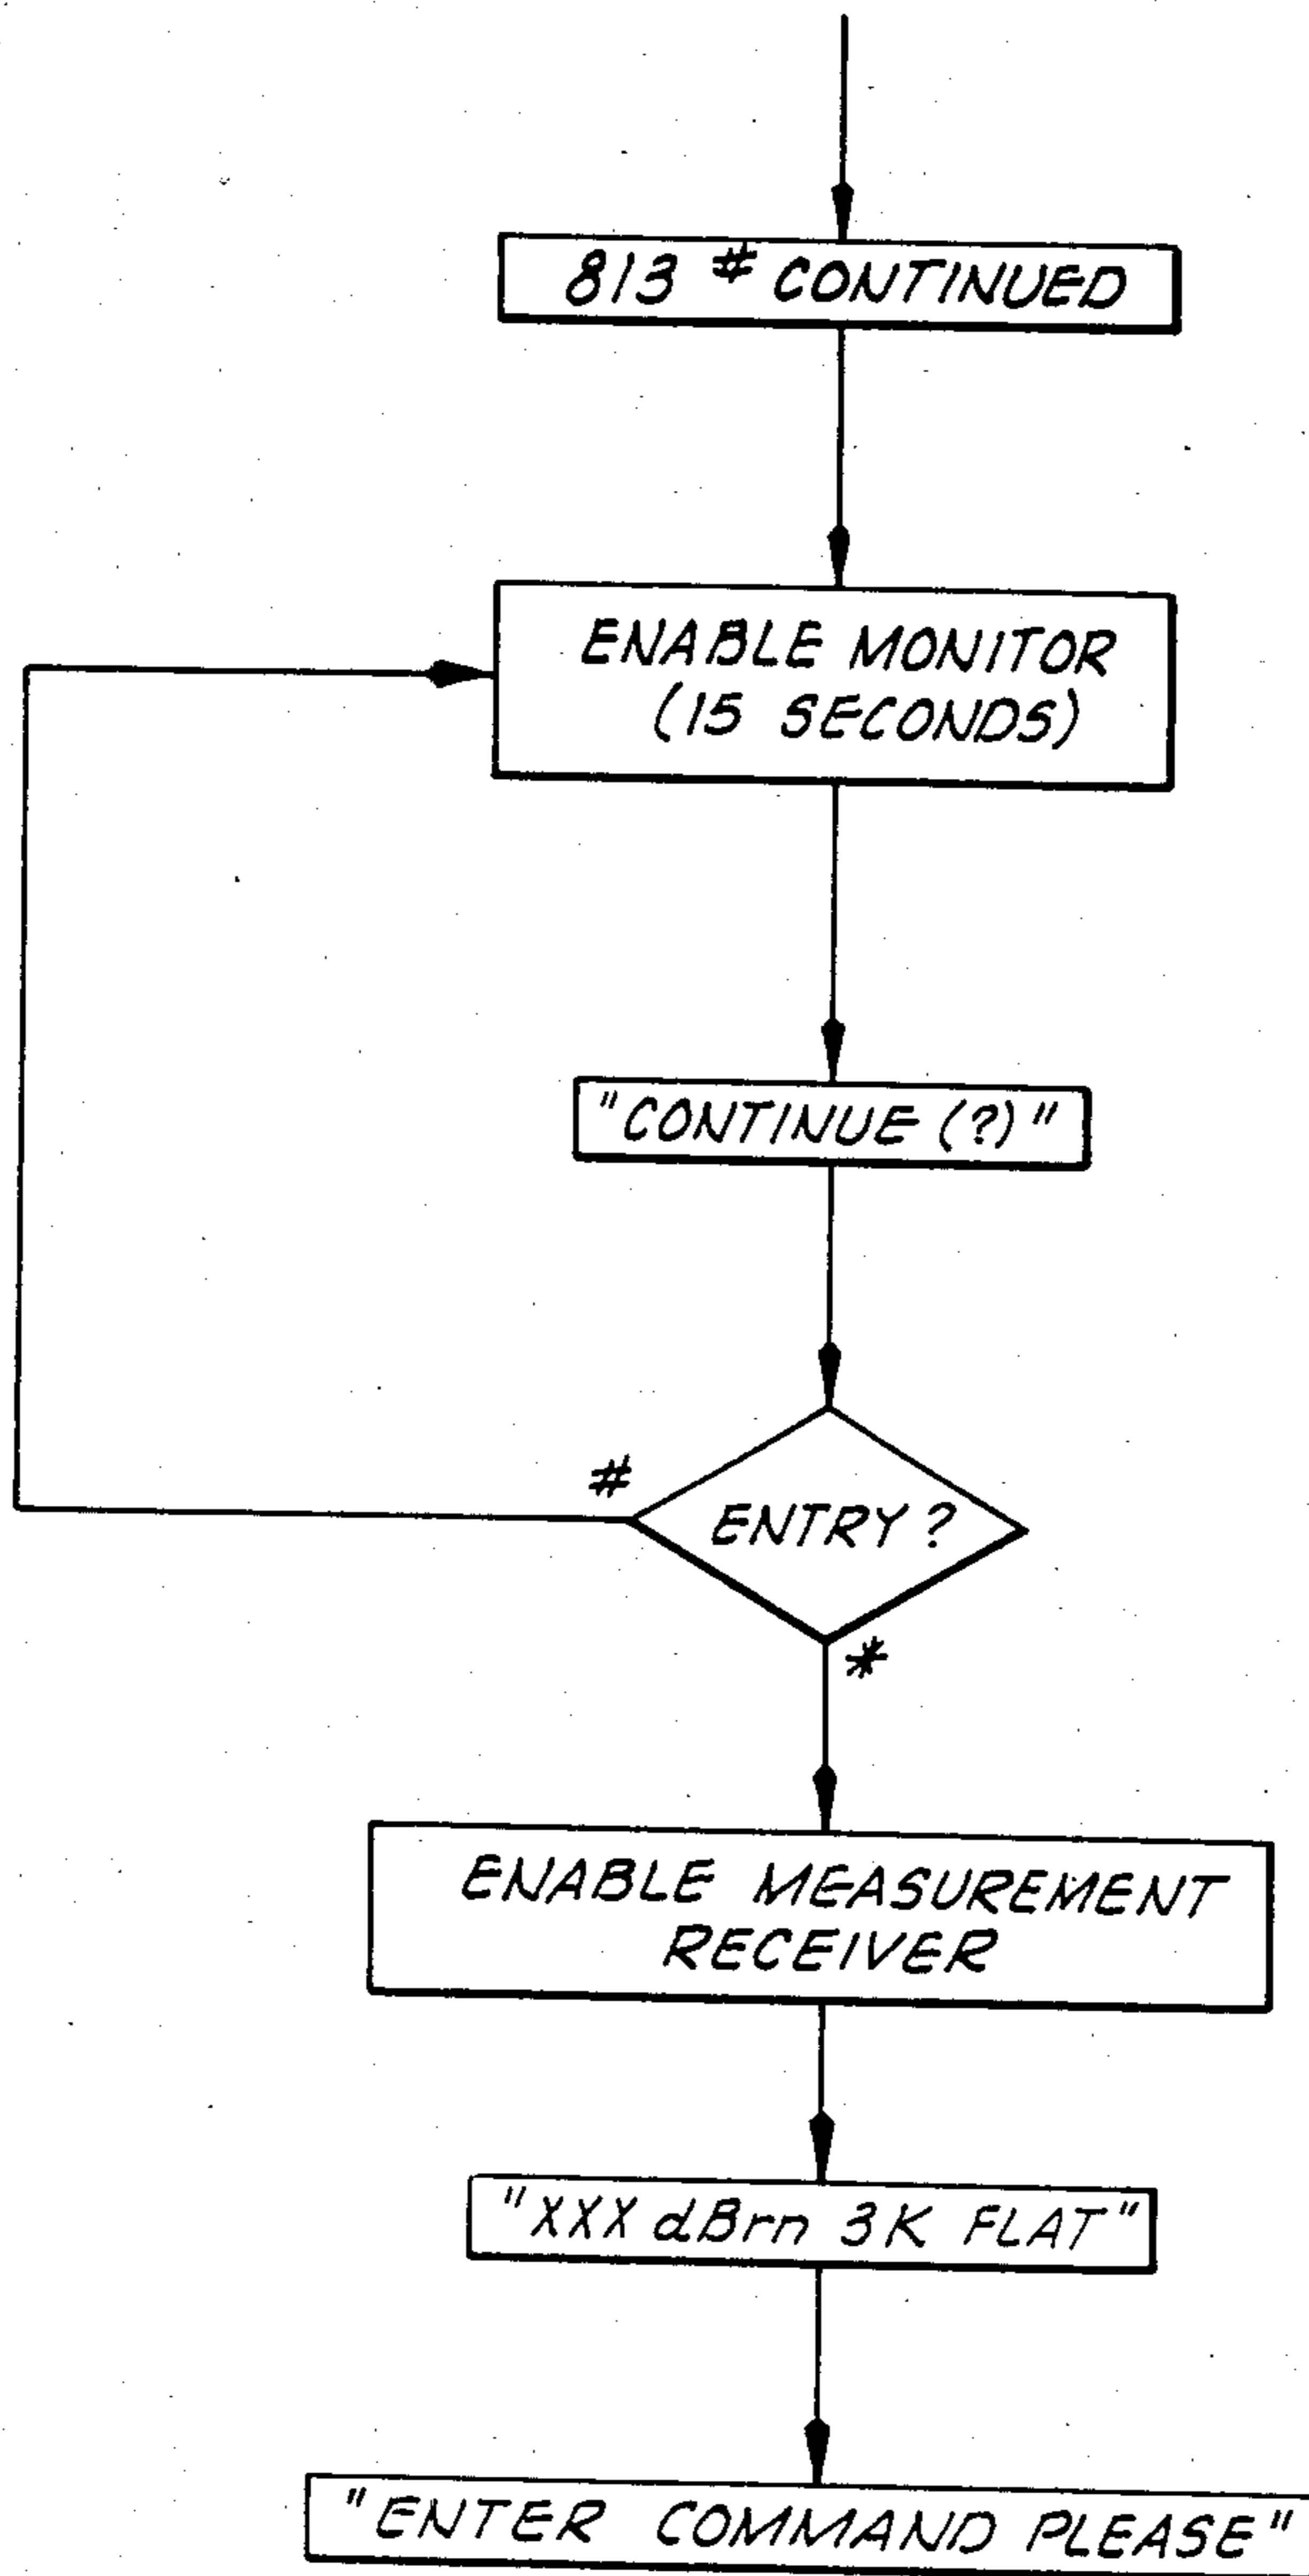 813 # CONTINUED
ENABLE MONITOR
(15 SECONDS)
"CONTINUE (?)"
#
ENTRY ?
*
ENABLE MEASUREMENT
RECEIVER
"XXX dBrn 3K FLAT"
"ENTER COMMAND PLEASE"